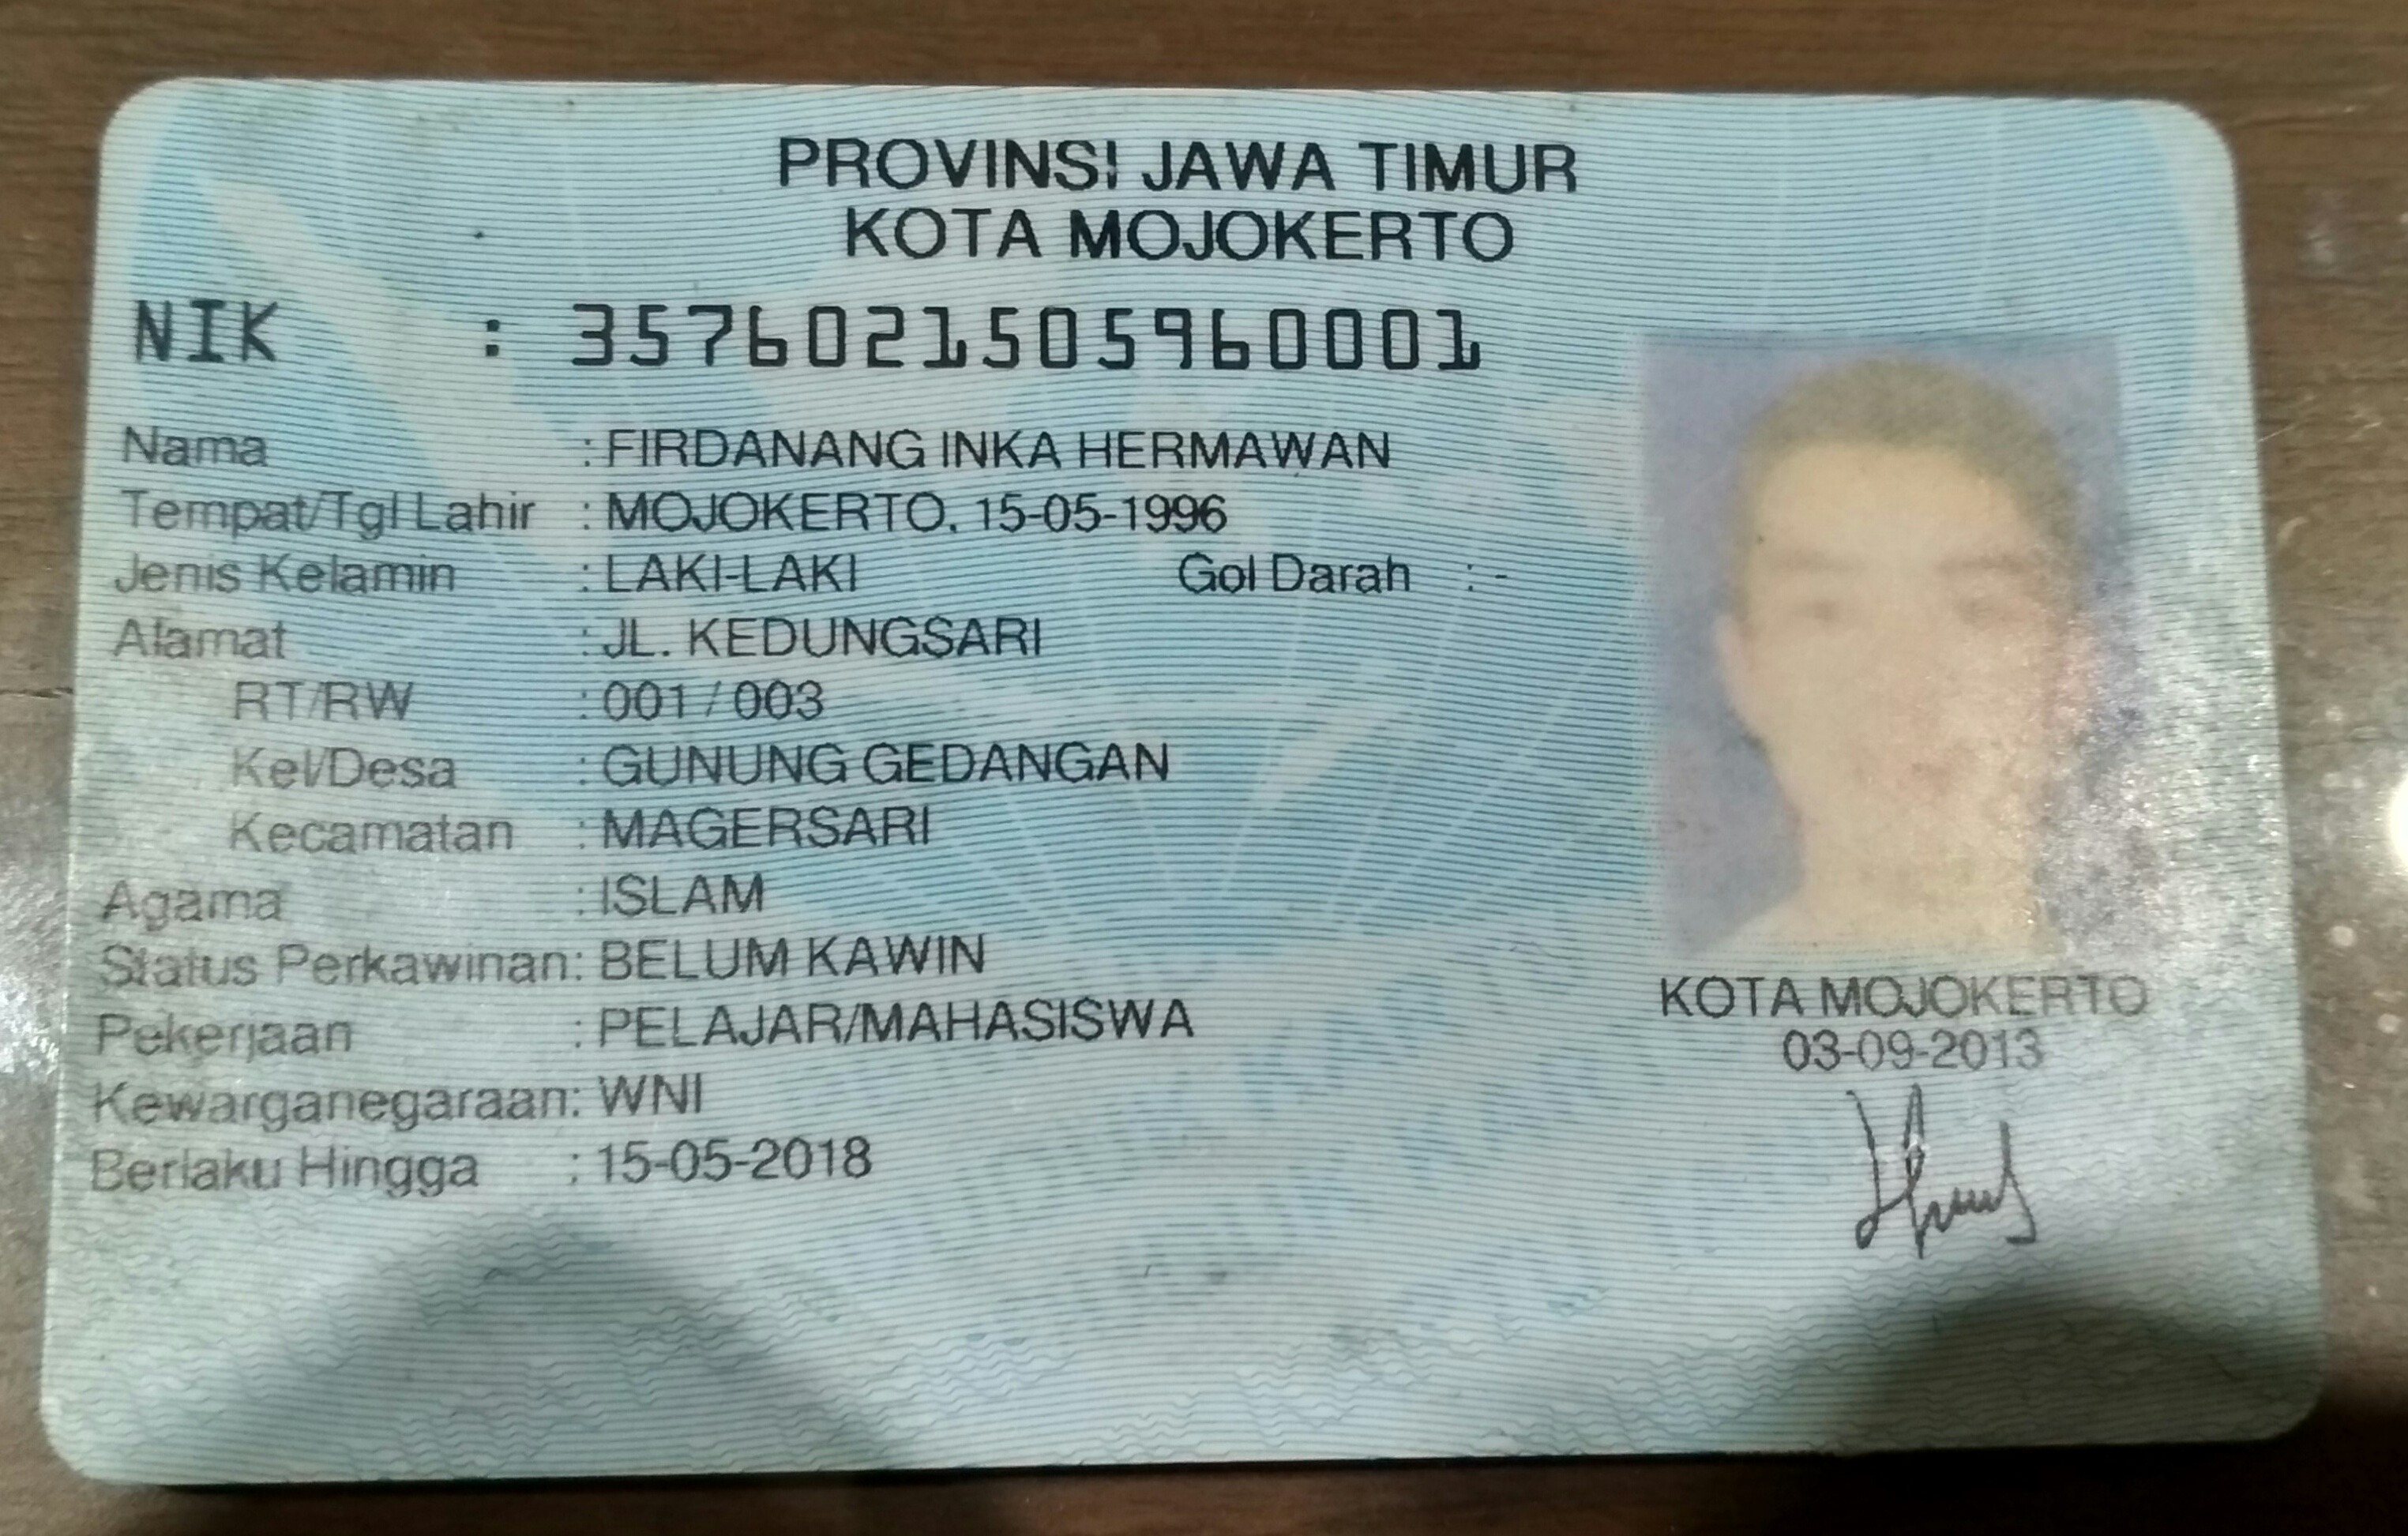 PROVINSI JAWA TIMUR
KOTA MOJOKERTO
NIK : 3576021505960001
Nama : FIRDANANG INKA HERMAWAN
Tempat/Tgl Lahir : MOJOKERTO, 15-05-1996
Jenis Kelamin : LAKI-LAKI Gol Darah : -
Alamat : JL. KEDUNGSARI
RT/RW : 001 / 003
Kel/Desa : GUNUNG GEDANGAN
Kecamatan : MAGERSARI
Agama : ISLAM
Status Perkawinan: BELUM KAWIN
Pekerjaan : PELAJAR/MAHASISWA
Kewarganegaraan: WNI
Berlaku Hingga : 15-05-2018
KOTA MOJOKERTO
03-09-2013